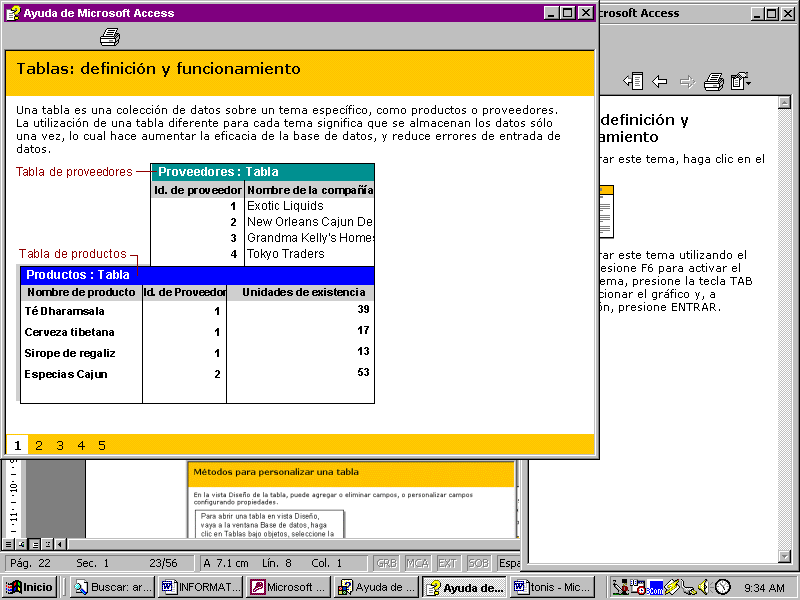 Ayuda de Microsoft Access
crosoft Access
Tablas: definición y funcionamiento
Una tabla es una colección de datos sobre un tema específico, como productos o proveedores.
La utilización de una tabla diferente para cada tema significa que se almacenan los datos sólo
una vez, lo cual hace aumentar la eficacia de la base de datos, y reduce errores de entrada de
datos.
Tabla de proveedores
Proveedores : Tabla
Id. de proveedor Nombre de la compañía
1 Exotic Liquids
2 New Orleans Cajun De
3 Grandma Kelly's Homes
4 Tokyo Traders
Tabla de productos
Productos : Tabla
Nombre de producto Id. de Proveedor Unidades de existencia
Té Dharamsala 1 39
Cerveza tibetana 1 17
Sirope de regaliz 1 13
Especias Cajun 2 53
1 2 3 4 5
definición y
amiento
rar este tema, haga clic en el
rar este tema utilizando el
esione F6 para activar el
ema, presione la tecla TAB
cionar el gráfico y, a
ón, presione ENTRAR.
Métodos para personalizar una tabla
En la vista Diseño de la tabla, puede agregar o eliminar campos, o personalizar campos
configurando propiedades.
Para abrir una tabla en vista Diseño,
vaya a la ventana Base de datos, haga
clic en Tablas bajo objetos, seleccione la
9
10
11
Pág. 22 Sec. 1 23/56 A 7.1 cm Lín. 8 Col. 1 GRB MCA EXT SOB Espa
Inicio Buscar: ar... INFORMAT... Microsoft ... Ayuda de ... Ayuda de... tonis - Mic... 9:34 AM